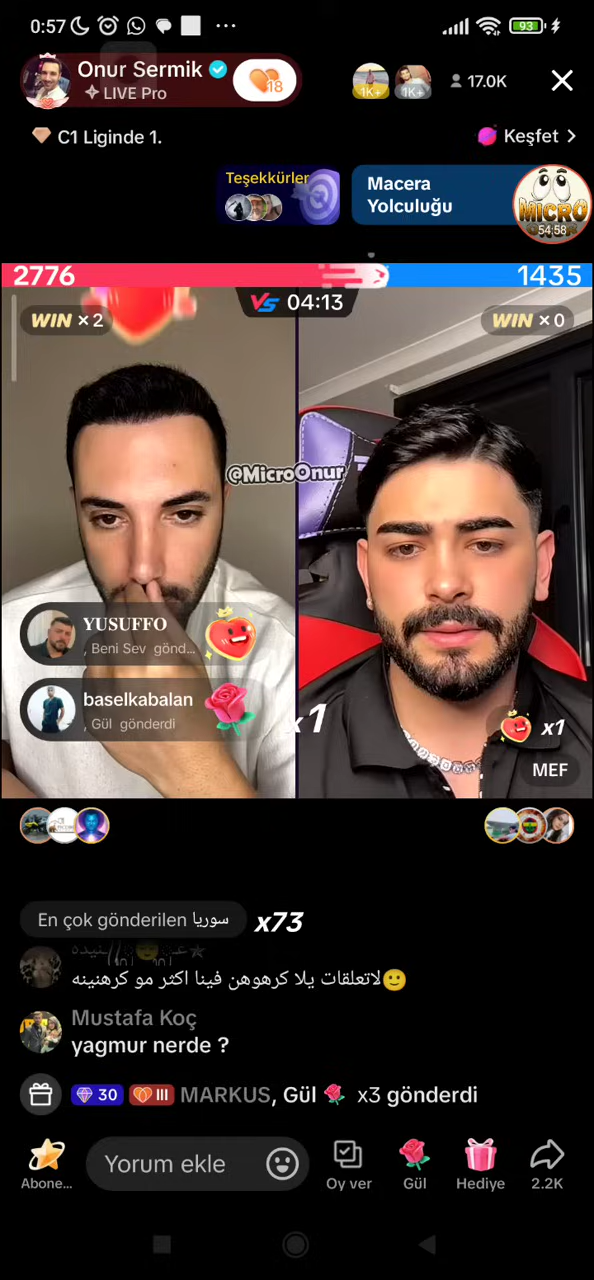 0:57
93
Onur Sermik
LIVE Pro
18
1K+
1K+
17.0K
C1 Liginde 1.
Keşfet
Teşekkürler
Macera
Yolculuğu
MICRO
54:58
2776
1435
WIN ×2
VS 04:13
WIN ×0
@MicroOnur
YUSUFFO
, Beni Sev gönd...
baselkabalan
, Gül gönderdi
x1
x1
MEF
En çok gönderilen سوريا x73
لاتعلقات يلا كرهوهن فينا اكثر مو كرهنينه🙂
Mustafa Koç
yagmur nerde ?
30 III MARKUS, Gül 🌹 x3 gönderdi
Abone...
Yorum ekle
Oy ver
Gül
Hediye
2.2K